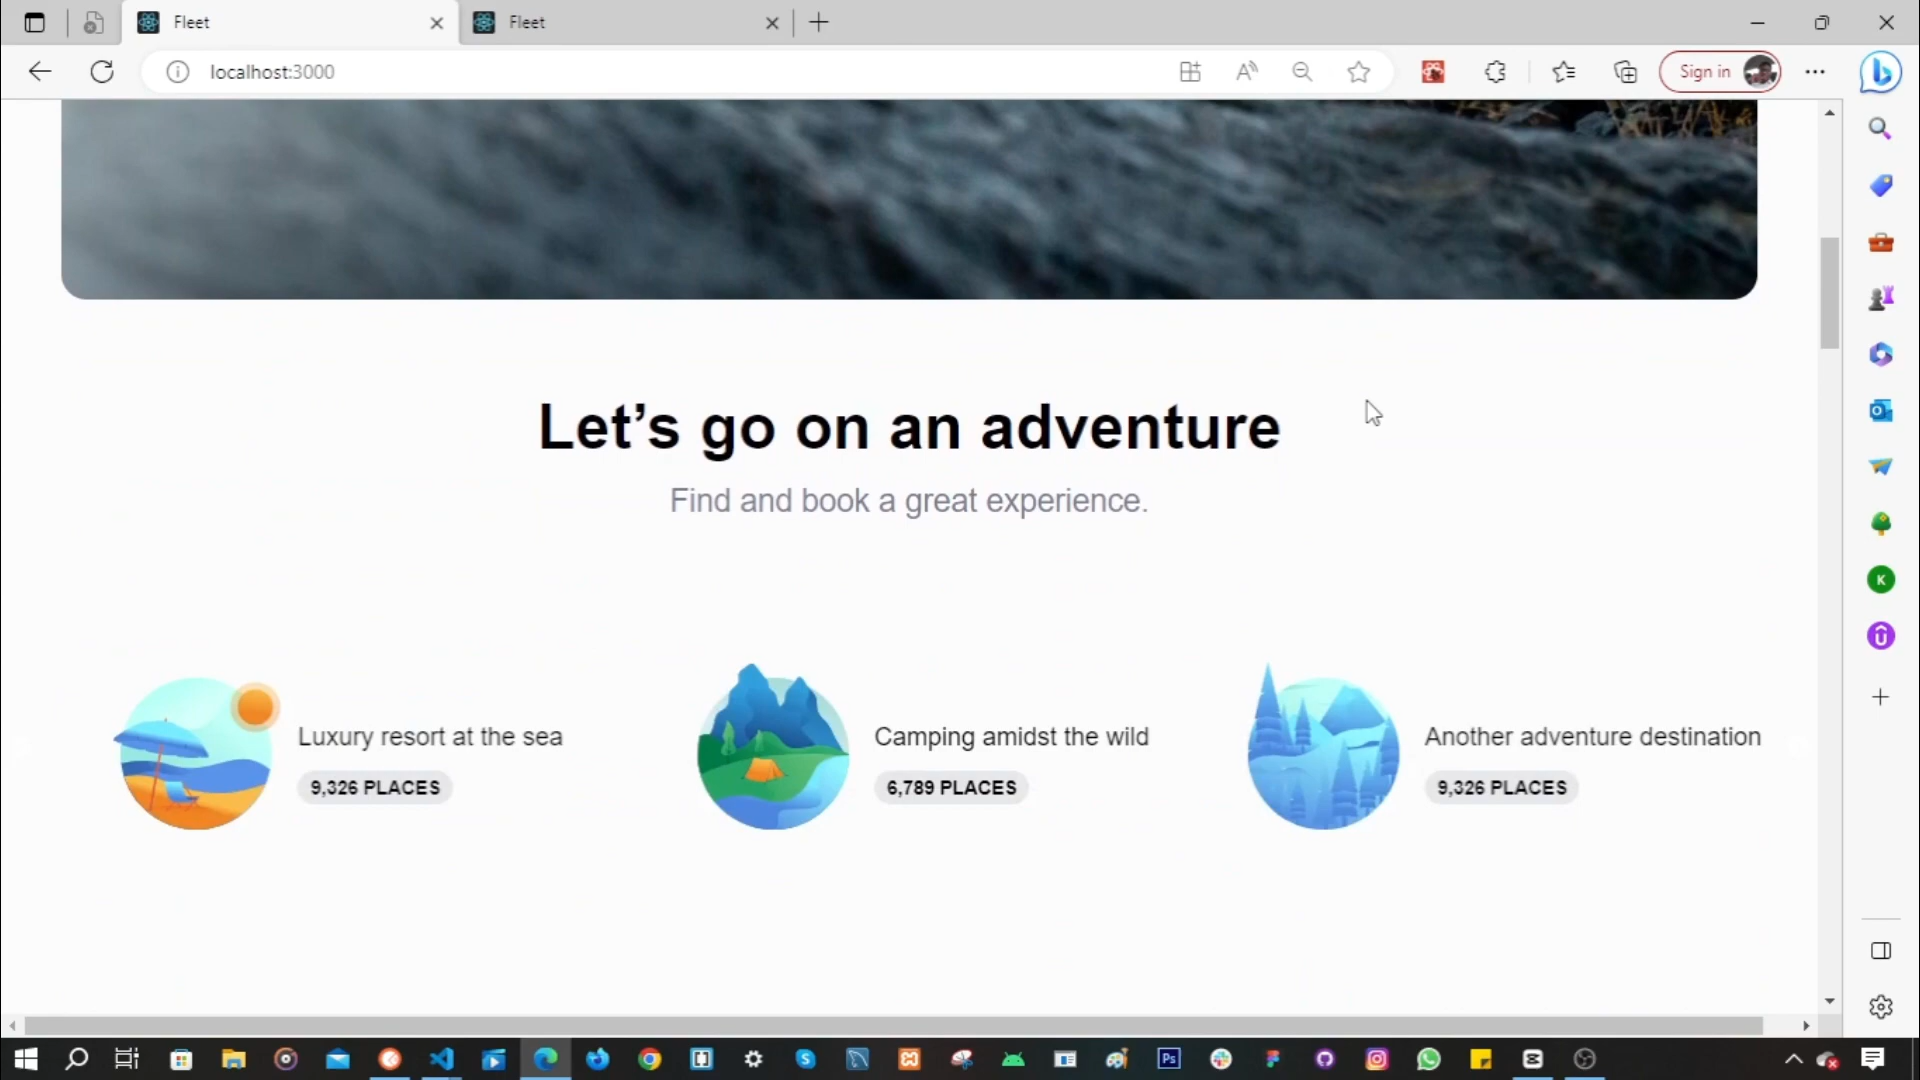 Fleet
Fleet
localhost:3000
Sign in
Let’s go on an adventure
Find and book a great experience.
Luxury resort at the sea
9,326 PLACES
Camping amidst the wild
6,789 PLACES
Another adventure destination
9,326 PLACES
K
Ps